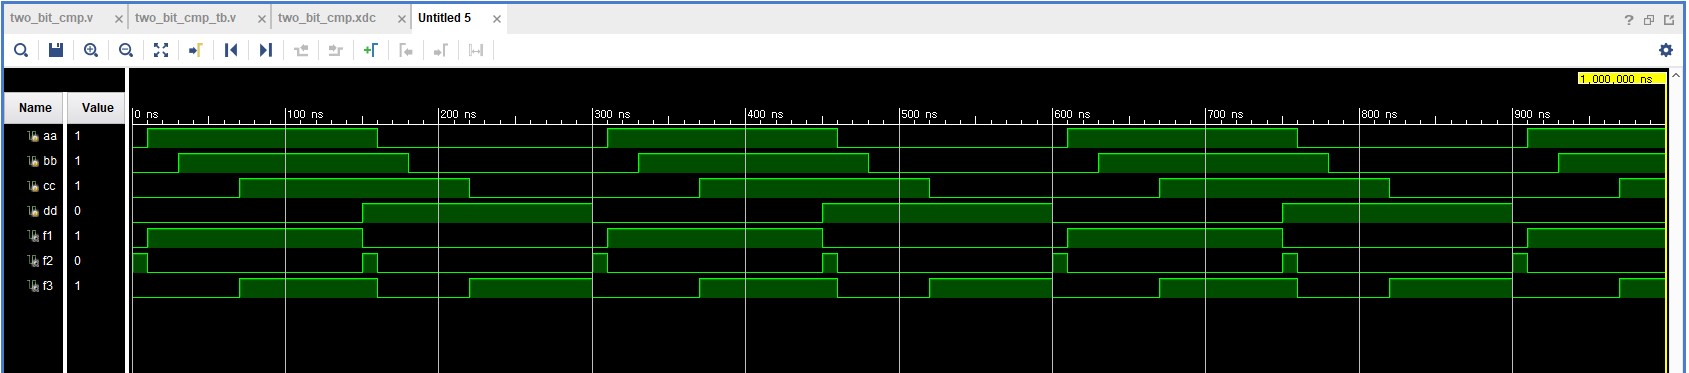 two_bit_cmp.v two_bit_cmp_tb.v two_bit_cmp.xdc Untitled 5
1,000,000 ns
Name Value
0 ns 100 ns 200 ns 300 ns 400 ns 500 ns 600 ns 700 ns 800 ns 900 ns
aa 1
bb 1
cc 1
dd 0
f1 1
f2 0
f3 1